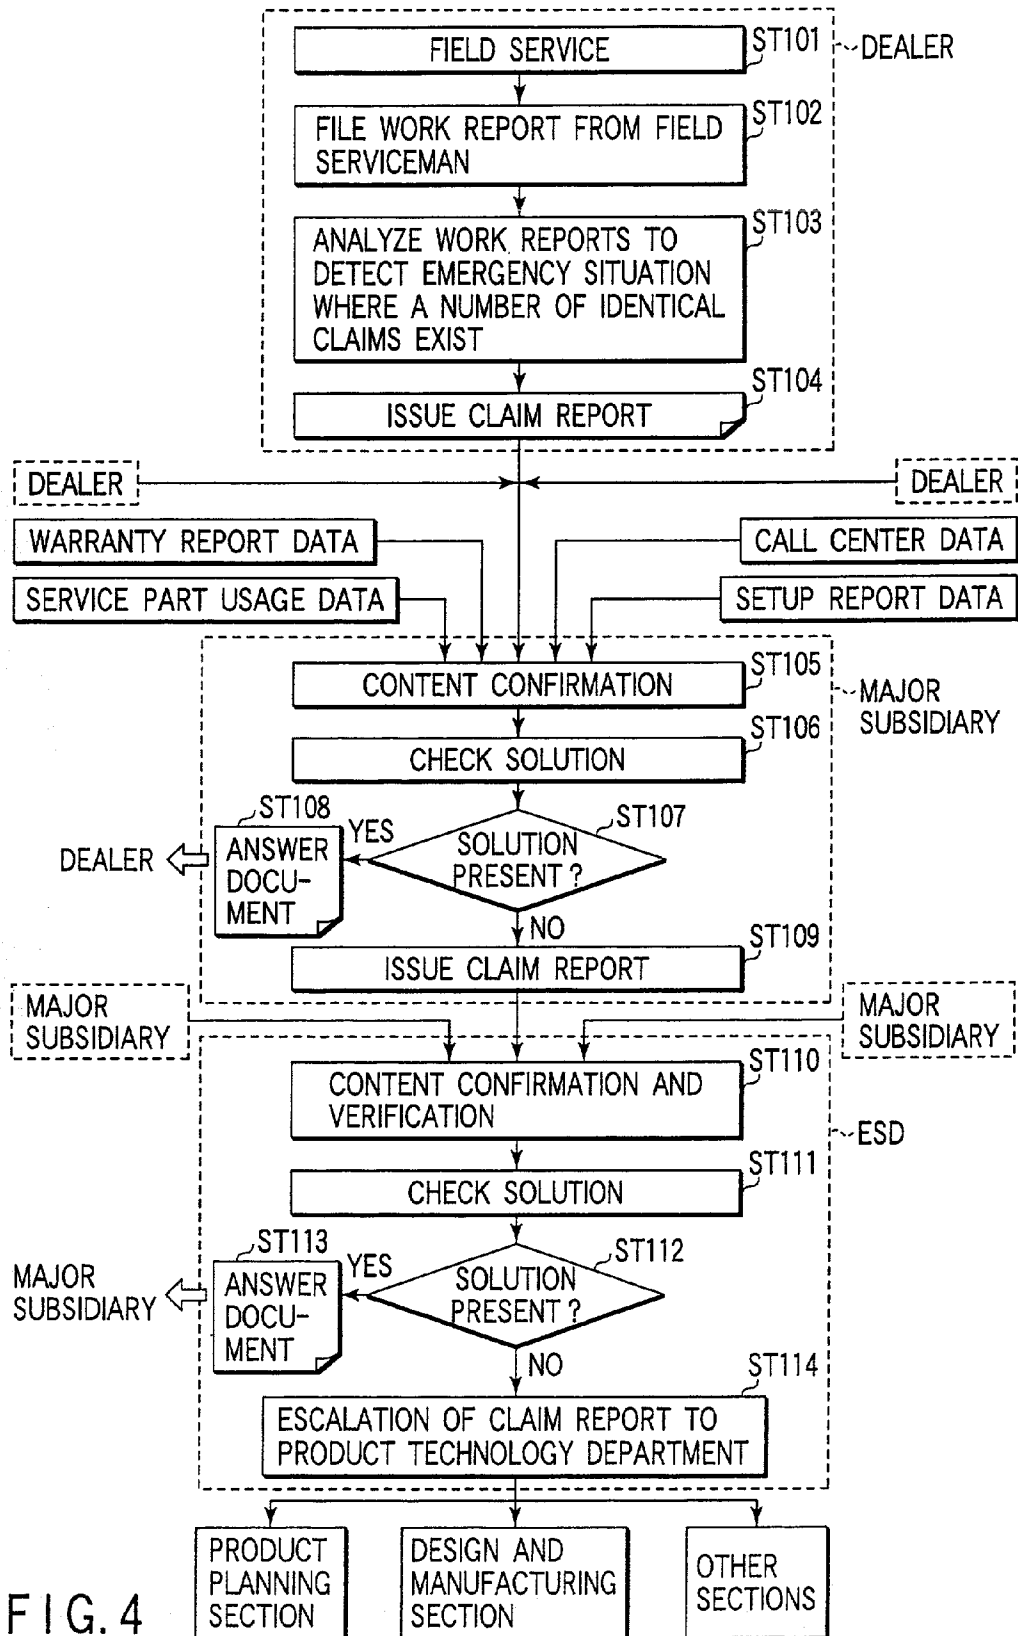 ST101
FIELD SERVICE
DEALER
ST102
FILE WORK REPORT FROM FIELD
SERVICEMAN
ST103
ANALYZE WORK REPORTS TO
DETECT EMERGENCY SITUATION
WHERE A NUMBER OF IDENTICAL
CLAIMS EXIST
ST104
ISSUE CLAIM REPORT
DEALER
DEALER
WARRANTY REPORT DATA
CALL CENTER DATA
SERVICE PART USAGE DATA
SETUP REPORT DATA
ST105
CONTENT CONFIRMATION
MAJOR
SUBSIDIARY
ST106
CHECK SOLUTION
ST108
YES
ST107
SOLUTION
PRESENT?
DEALER
ANSWER
DOCU-
MENT
NO
ST109
ISSUE CLAIM REPORT
MAJOR
SUBSIDIARY
MAJOR
SUBSIDIARY
ST110
CONTENT CONFIRMATION AND
VERIFICATION
ESD
ST111
CHECK SOLUTION
ST113
YES
ST112
SOLUTION
PRESENT?
MAJOR
SUBSIDIARY
ANSWER
DOCU-
MENT
NO
ST114
ESCALATION OF CLAIM REPORT TO
PRODUCT TECHNOLOGY DEPARTMENT
PRODUCT
PLANNING
SECTION
DESIGN AND
MANUFACTURING
SECTION
OTHER
SECTIONS
FIG. 4